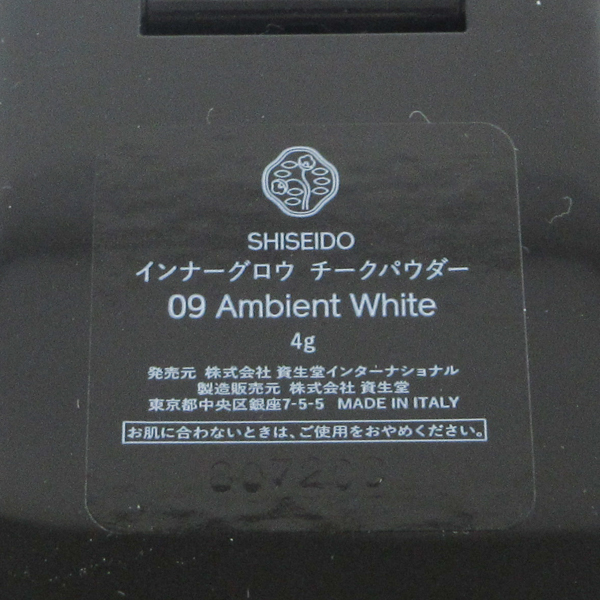 SHISEIDO
インナーグロウ チークパウダー
09 Ambient White
4g
発売元 株式会社 資生堂インターナショナル
製造販売元 株式会社 資生堂
東京都中央区銀座7-5-5 MADE IN ITALY
お肌に合わないときは、ご使用をおやめください。